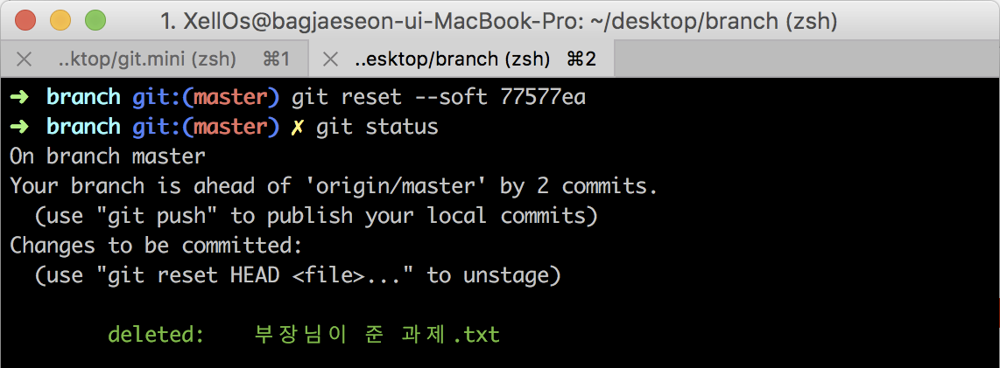 1. XellOs@bagjaeseon-ui-MacBook-Pro: ~/desktop/branch (zsh)
..ktop/git.mini (zsh) ⌘1 ..esktop/branch (zsh) ⌘2
➜ branch git:(master) git reset --soft 77577ea
➜ branch git:(master) ✗ git status
On branch master
Your branch is ahead of 'origin/master' by 2 commits.
(use "git push" to publish your local commits)
Changes to be committed:
(use "git reset HEAD <file>..." to unstage)
deleted: 부장님이 준 과제.txt